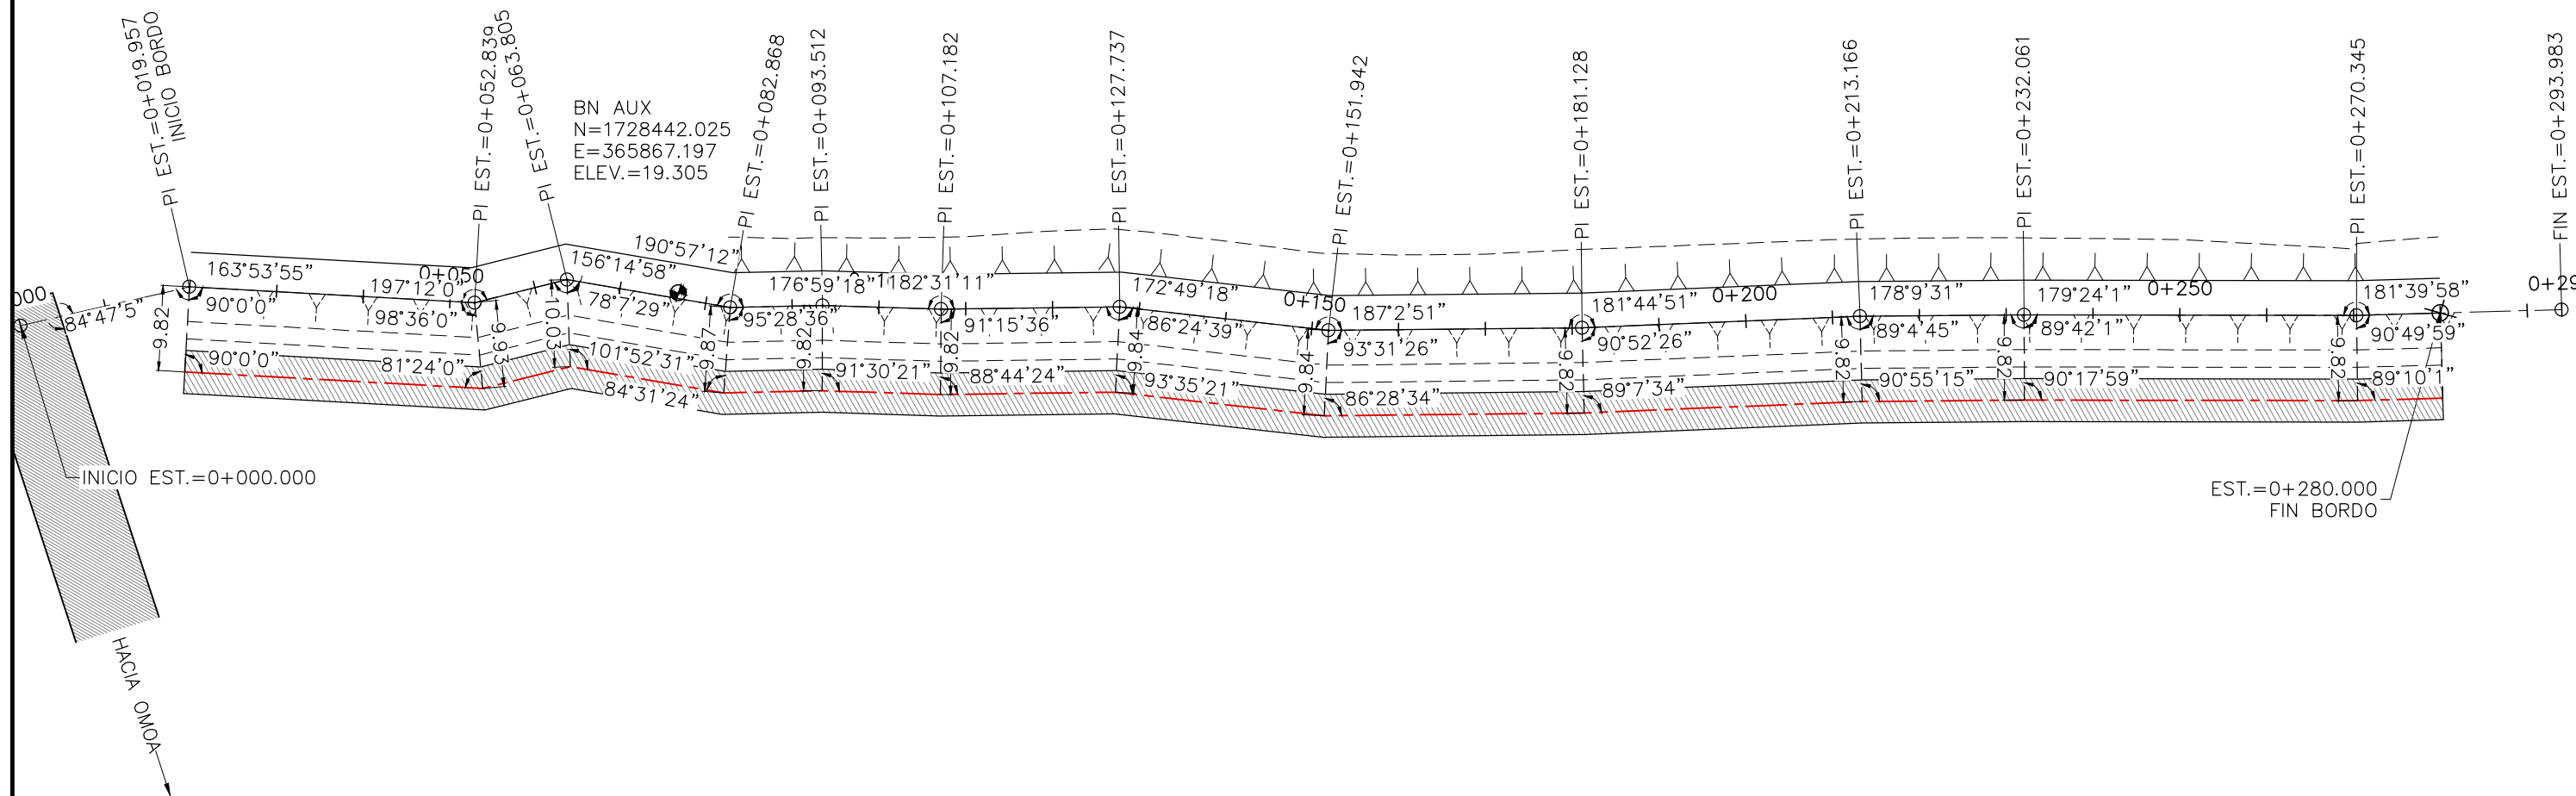 PI EST.=0+019.957
INICIO BORDO
PI EST.=0+052.839
PI EST.=0+063.805
BN AUX
N=1728442.025
E=365867.197
ELEV.=19.305
PI EST.=0+082.868
PI EST.=0+093.512
PI EST.=0+107.182
PI EST.=0+127.737
PI EST.=0+151.942
PI EST.=0+181.128
PI EST.=0+213.166
PI EST.=0+232.061
PI EST.=0+270.345
FIN EST.=0+293.983
000
84°47'5"
163°53'55"
197°12'0"
0+050
156°14'58"
190°57'12"
176°59'18"
182°31'11"
172°49'18"
0+150
187°2'51"
181°44'51"
0+200
178°9'31"
179°24'1"
0+250
181°39'58"
0+29
90°0'0"
98°36'0"
78°7'29"
95°28'36"
91°15'36"
86°24'39"
93°31'26"
90°52'26"
89°4'45"
89°42'1"
90°49'59"
9.82
9.93
10.03
9.87
9.82
9.82
9.84
9.84
9.82
9.82
9.82
9.82
90°0'0"
81°24'0"
101°52'31"
84°31'24"
91°30'21"
88°44'24"
93°35'21"
86°28'34"
89°7'34"
90°55'15"
90°17'59"
89°10'1"
INICIO EST.=0+000.000
EST.=0+280.000
FIN BORDO
HACIA OMOA